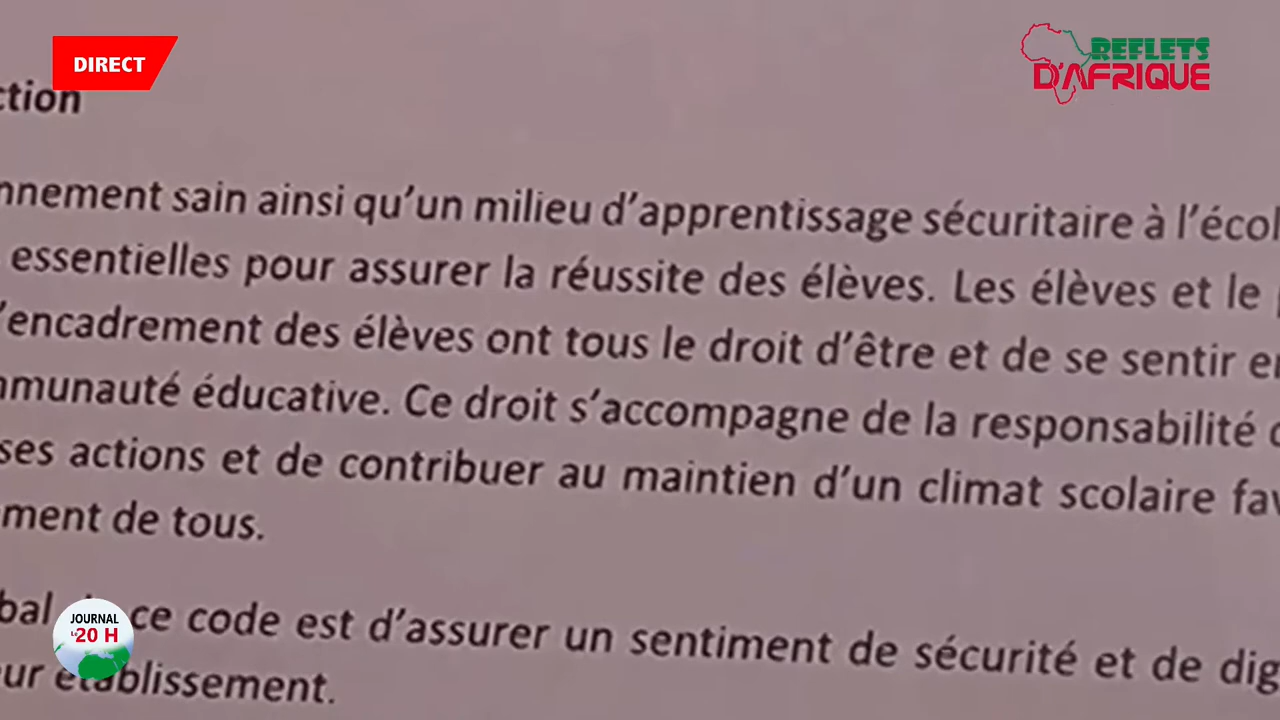 DIRECT
REFLETS
D'AFRIQUE
ction
nnement sain ainsi qu'un milieu d'apprentissage sécuritaire à l'écol
essentielles pour assurer la réussite des élèves. Les élèves et le
'encadrement des élèves ont tous le droit d'être et de se sentir en
mmunauté éducative. Ce droit s'accompagne de la responsabilité
ses actions et de contribuer au maintien d'un climat scolaire fav
ment de tous.
bal ce code est d'assurer un sentiment de sécurité et de dig
ur établissement.
JOURNAL
LE 20 H